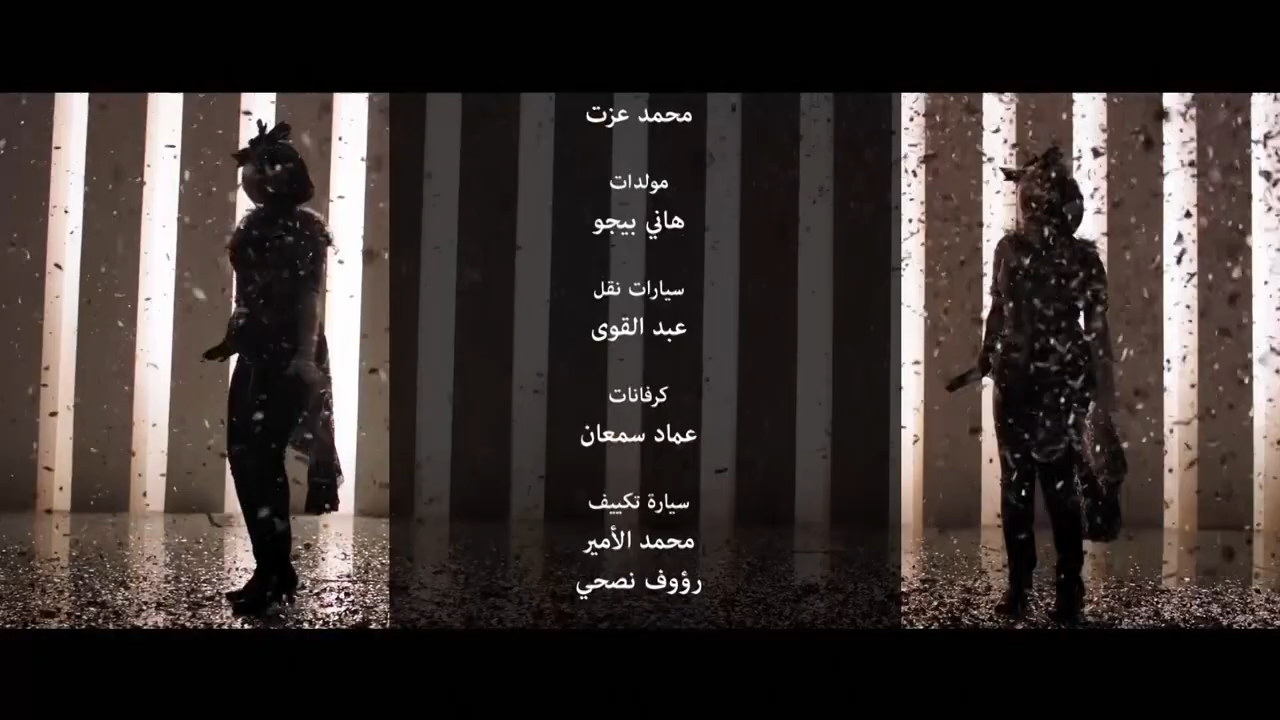 محمد عزت
مولدات
هاني بيجو
سيارات نقل
عبد القوى
كرفانات
عماد سمعان
سيارة تكييف
محمد الأمير
رؤوف نصحي